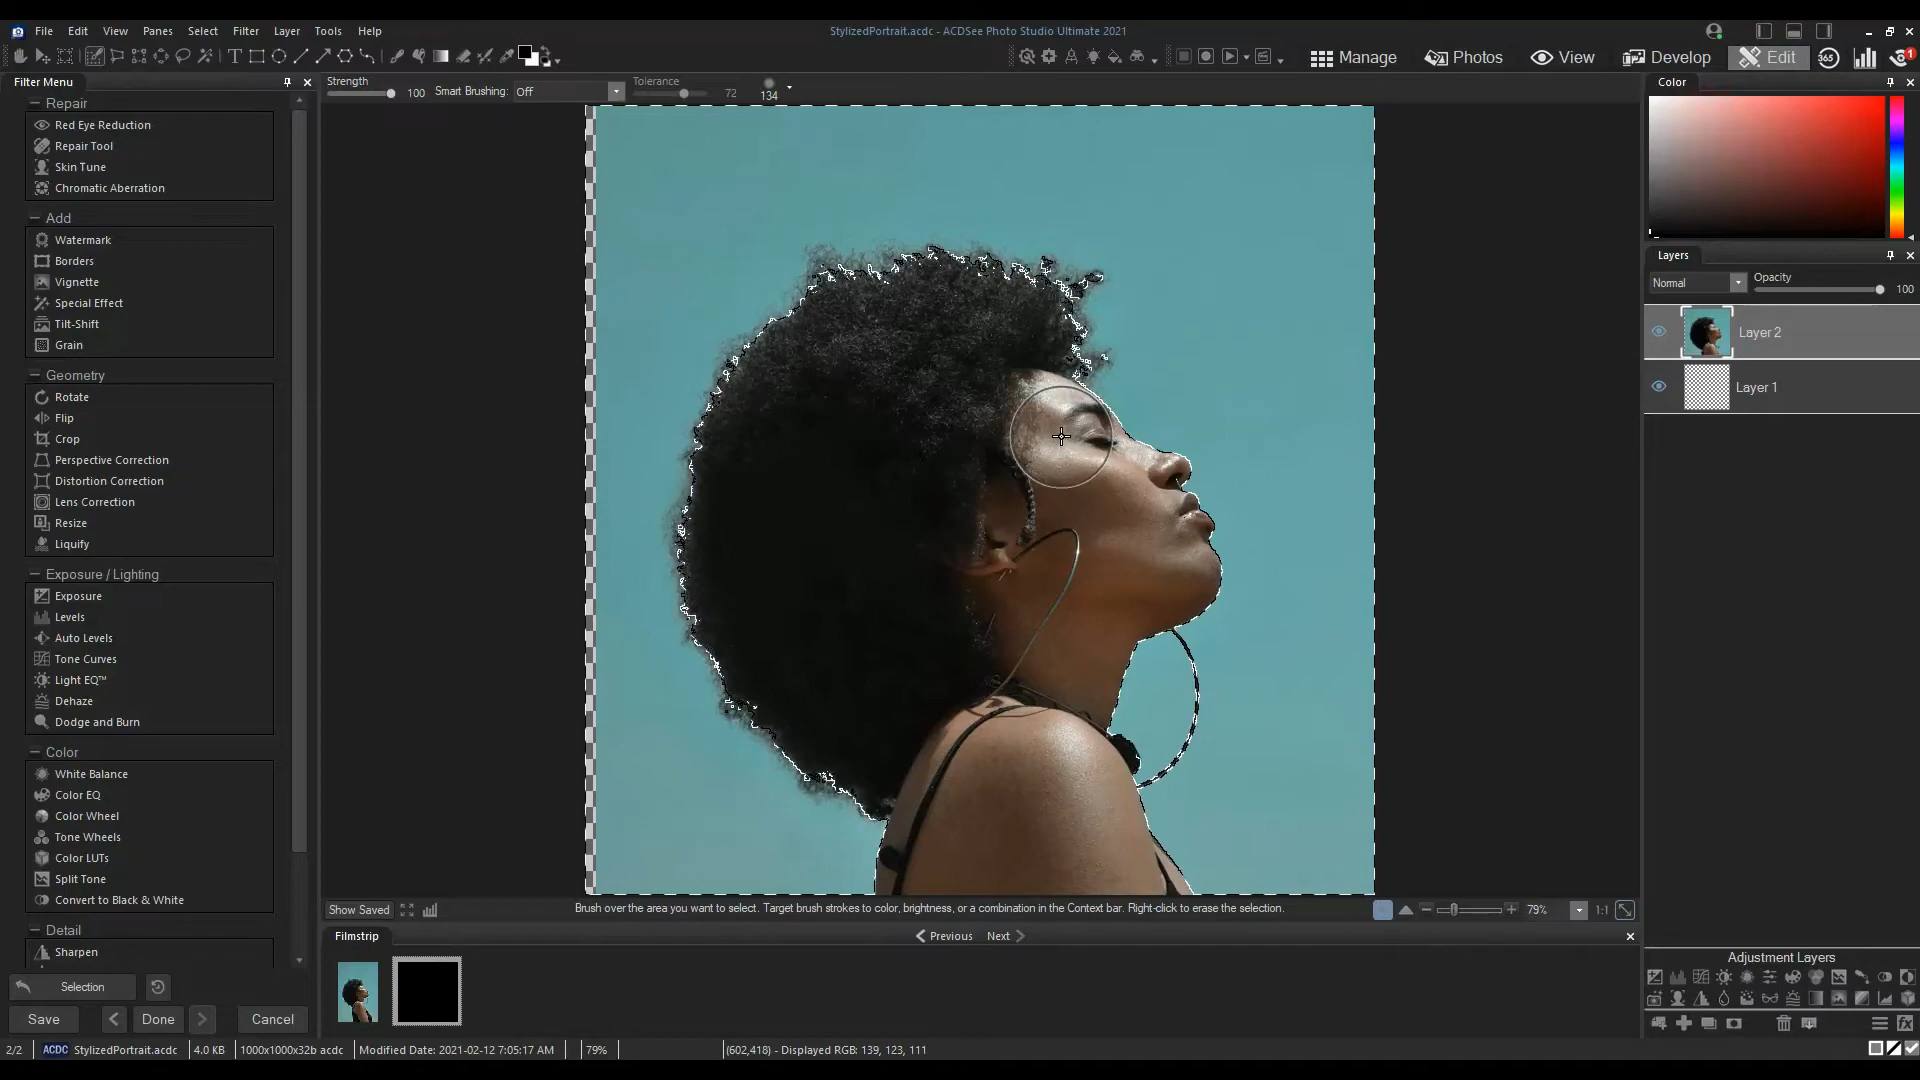 File Edit View Panes Select Filter Layer Tools Help
StylizedPortrait.acdc - ACDSee Photo Studio Ultimate 2021
Manage Photos View Develop Edit 365 1
Filter Menu
Strength 100 Smart Brushing: Off Tolerance 72 134
Repair
Red Eye Reduction
Repair Tool
Skin Tune
Chromatic Aberration
Add
Watermark
Borders
Vignette
Special Effect
Tilt-Shift
Grain
Geometry
Rotate
Flip
Crop
Perspective Correction
Distortion Correction
Lens Correction
Resize
Liquify
Exposure / Lighting
Exposure
Levels
Auto Levels
Tone Curves
Light EQ™
Dehaze
Dodge and Burn
Color
White Balance
Color EQ
Color Wheel
Tone Wheels
Color LUTs
Split Tone
Convert to Black & White
Detail
Sharpen
Selection
Save Done Cancel
Color
Layers
Normal Opacity 100
Layer 2
Layer 1
Show Saved
Brush over the area you want to select. Target brush strokes to color, brightness, or a combination in the Context bar. Right-click to erase the selection.
79% 1:1
Filmstrip
Previous Next
Adjustment Layers
fx
2/2 ACDC StylizedPortrait.acdc 4.0 KB 1000x1000x32b acdc Modified Date: 2021-02-12 7:05:17 AM 79% (602,418) - Displayed RGB: 139, 123, 111